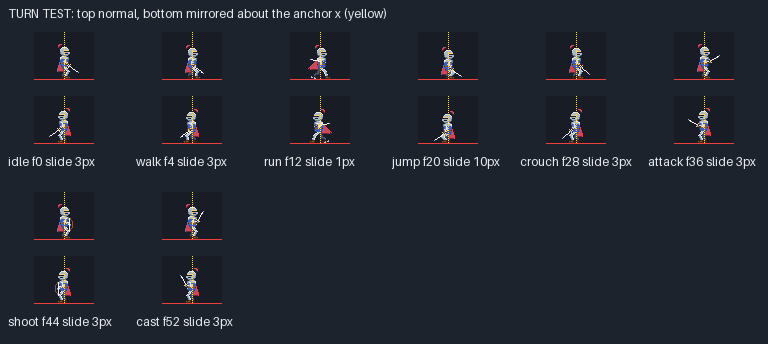 TURN TEST: top normal, bottom mirrored about the anchor x (yellow)
idle f0 slide 3px walk f4 slide 3px run f12 slide 1px jump f20 slide 10px crouch f28 slide 3px attack f36 slide 3px
shoot f44 slide 3px cast f52 slide 3px